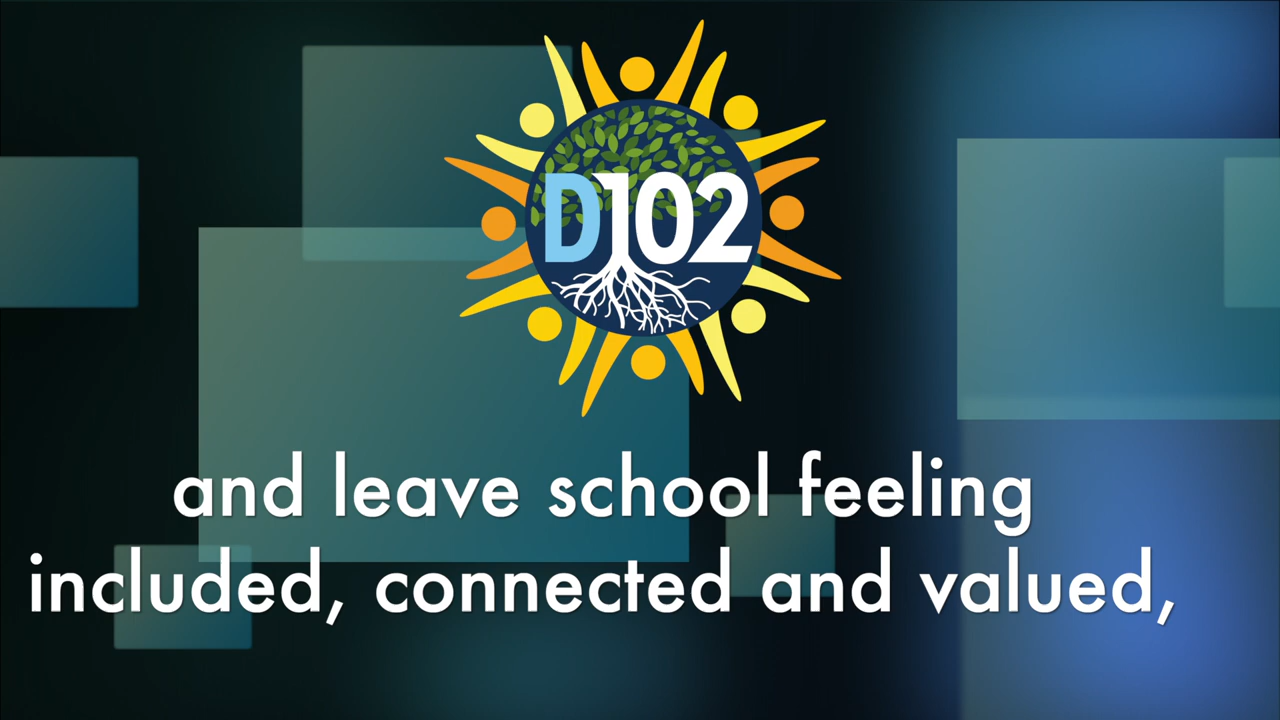 D102
and leave school feeling
included, connected and valued,